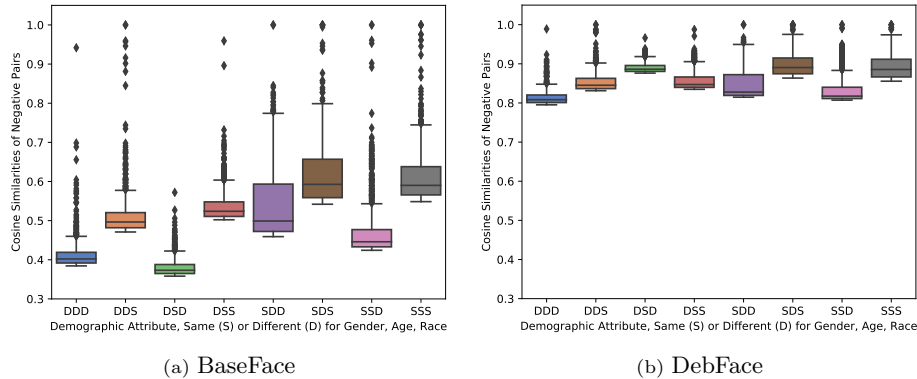 Cosine Similarities of Negative Pairs
1.0
0.9
0.8
0.7
0.6
0.5
0.4
0.3
DDD DDS DSD DSS SDD SDS SSD SSS
Demographic Attribute, Same (S) or Different (D) for Gender, Age, Race
(a) BaseFace
Cosine Similarities of Negative Pairs
1.0
0.9
0.8
0.7
0.6
0.5
0.4
0.3
DDD DDS DSD DSS SDD SDS SSD SSS
Demographic Attribute, Same (S) or Different (D) for Gender, Age, Race
(b) DebFace